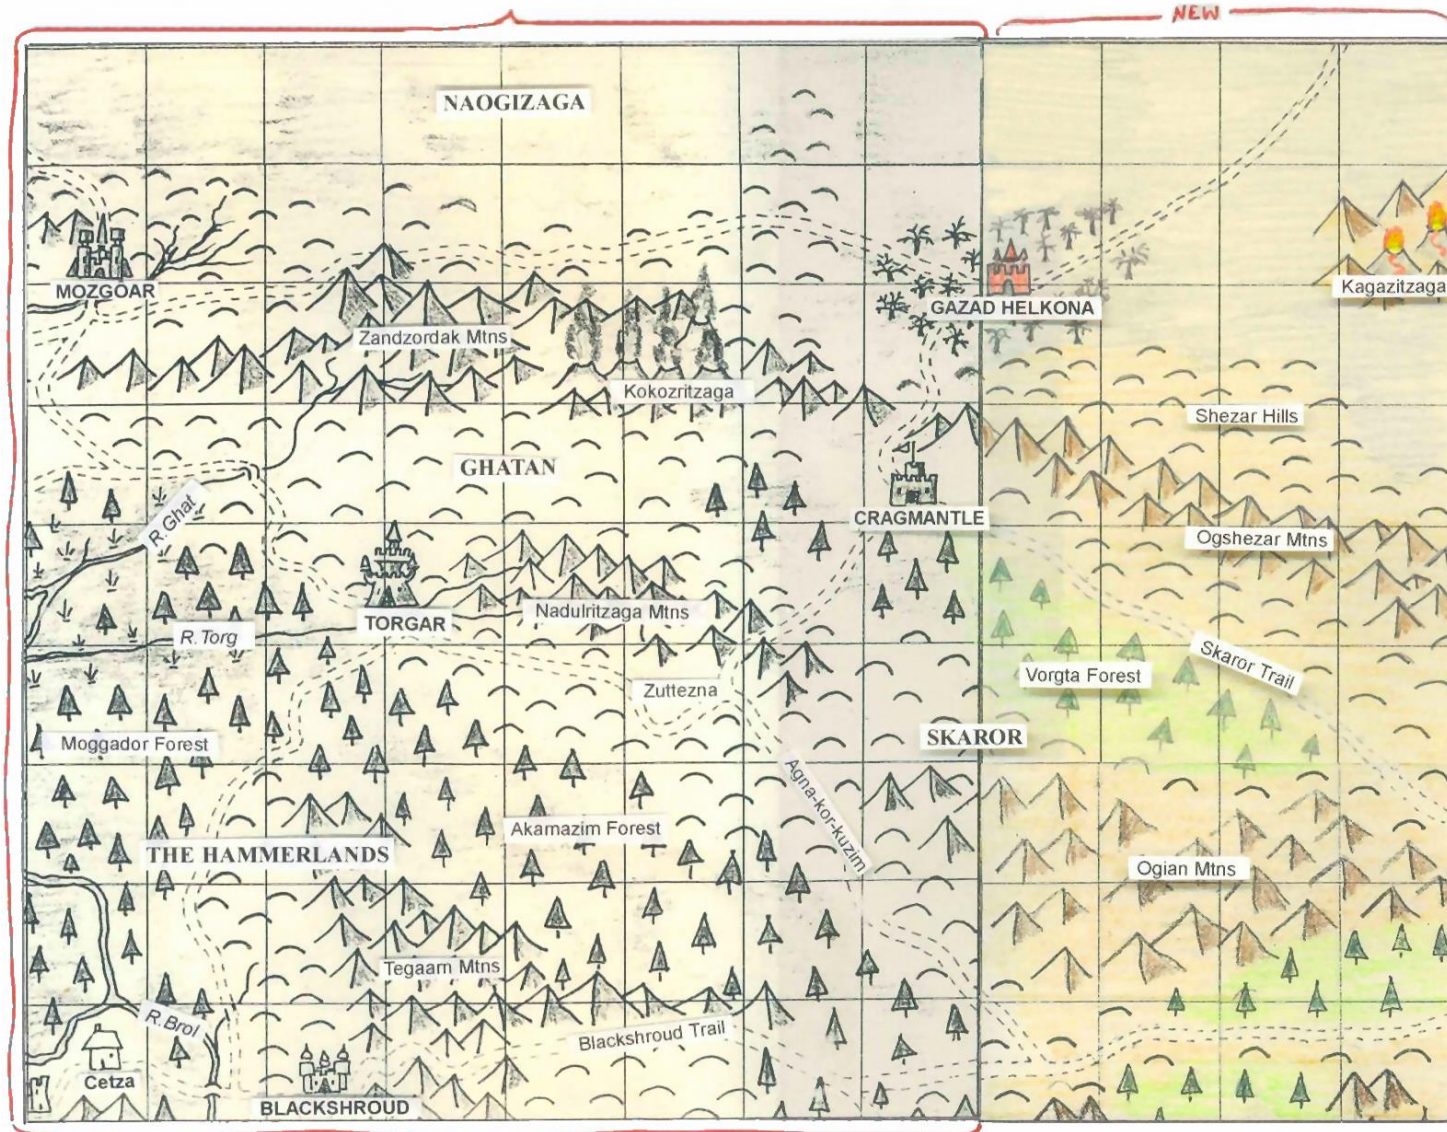 NEW
NAOGIZAGA
MOZGOAR
Kagazitzaga
GAZAD HELKONA
Zandzordak Mtns
Kokozritzaga
Shezar Hills
GHATAN
R.Ghat
CRAGMANTLE
Ogshezar Mtns
Nadulritzaga Mtns
TORGAR
R.Torg
Skaror Trail
Vorgta Forest
Zuttezna
Moggador Forest
SKAROR
Agna-kor-kuzim
Akamazim Forest
THE HAMMERLANDS
Ogian Mtns
Tegaarn Mtns
R.Brol
Blackshroud Trail
Cetza
BLACKSHROUD